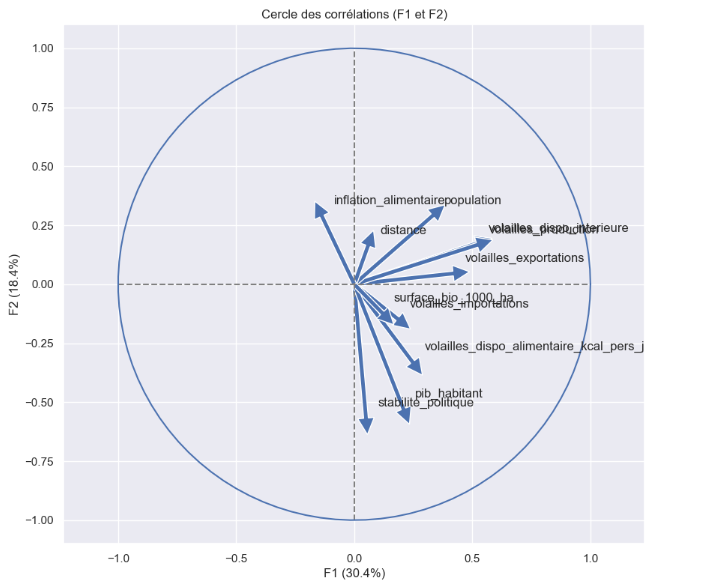 Cercle des corrélations (F1 et F2)
1.00
0.75
0.50
inflation_alimentaire
population
0.25
distance
volailles_dispo_interieure
volailles_production
volailles_exportations
0.00
surface_bio_1000_ha
volailles_importations
-0.25
volailles_dispo_alimentaire_kcal_pers_j
pib_habitant
-0.50
stabilité_politique
-0.75
-1.00
F2 (18.4%)
-1.0
-0.5
0.0
0.5
1.0
F1 (30.4%)